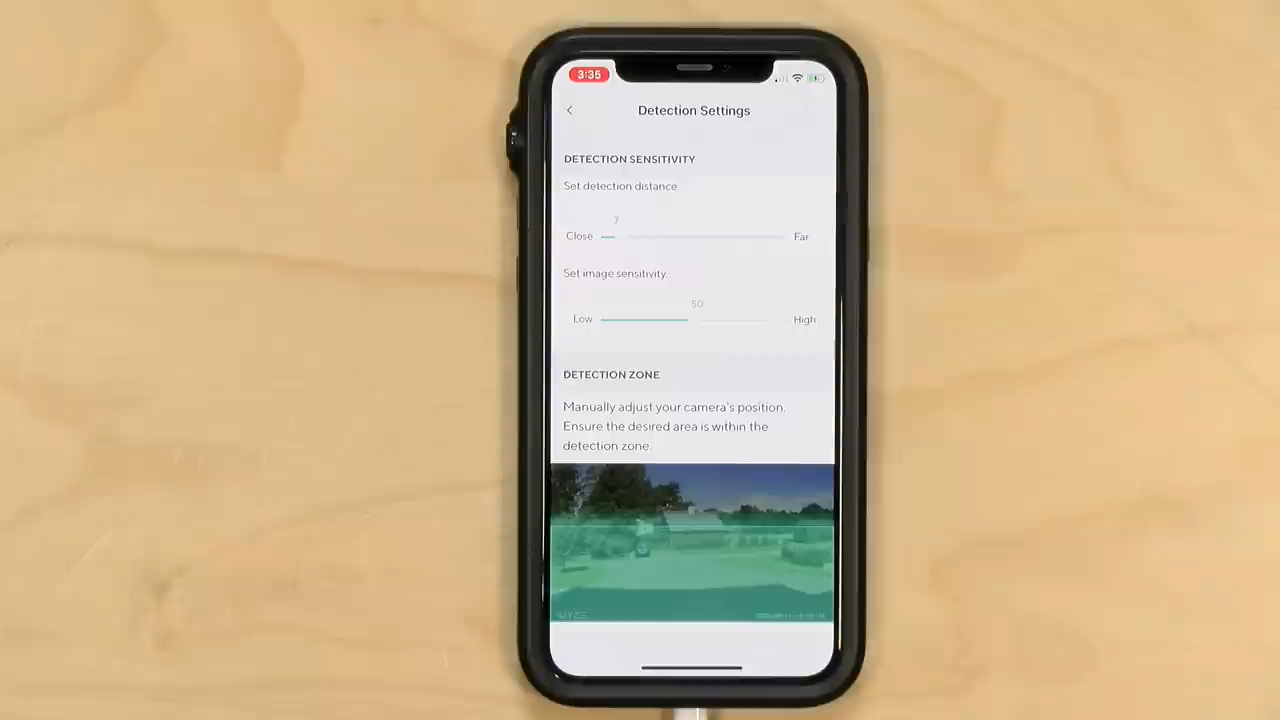 3:35
Detection Settings
DETECTION SENSITIVITY
Set detection distance
7
Close Far
Set image sensitivity.
50
Low High
DETECTION ZONE
Manually adjust your camera's position.
Ensure the desired area is within the
detection zone.
WYZE